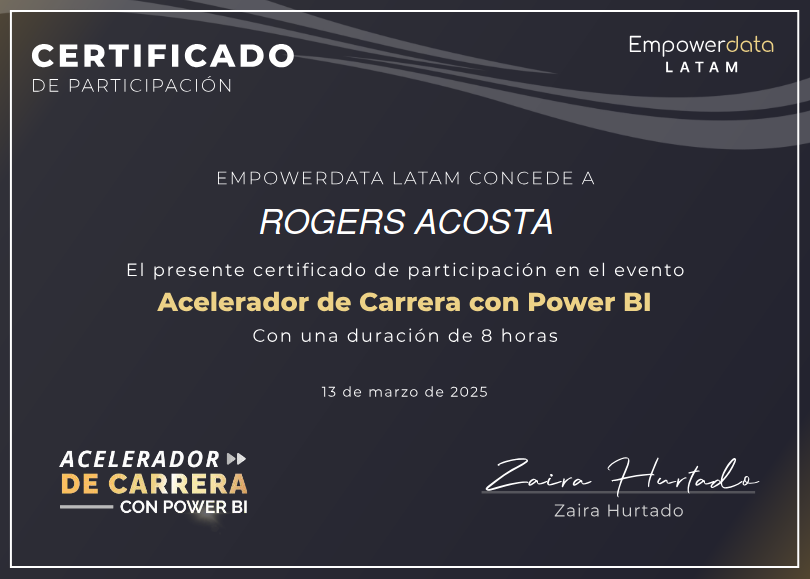 CERTIFICADO
DE PARTICIPACIÓN
Empowerdata
LATAM
EMPOWERDATA LATAM CONCEDE A
ROGERS ACOSTA
El presente certificado de participación en el evento
Acelerador de Carrera con Power BI
Con una duración de 8 horas
13 de marzo de 2025
ACELERADOR
DE CARRERA
CON POWER BI
Zaira Hurtado
Zaira Hurtado